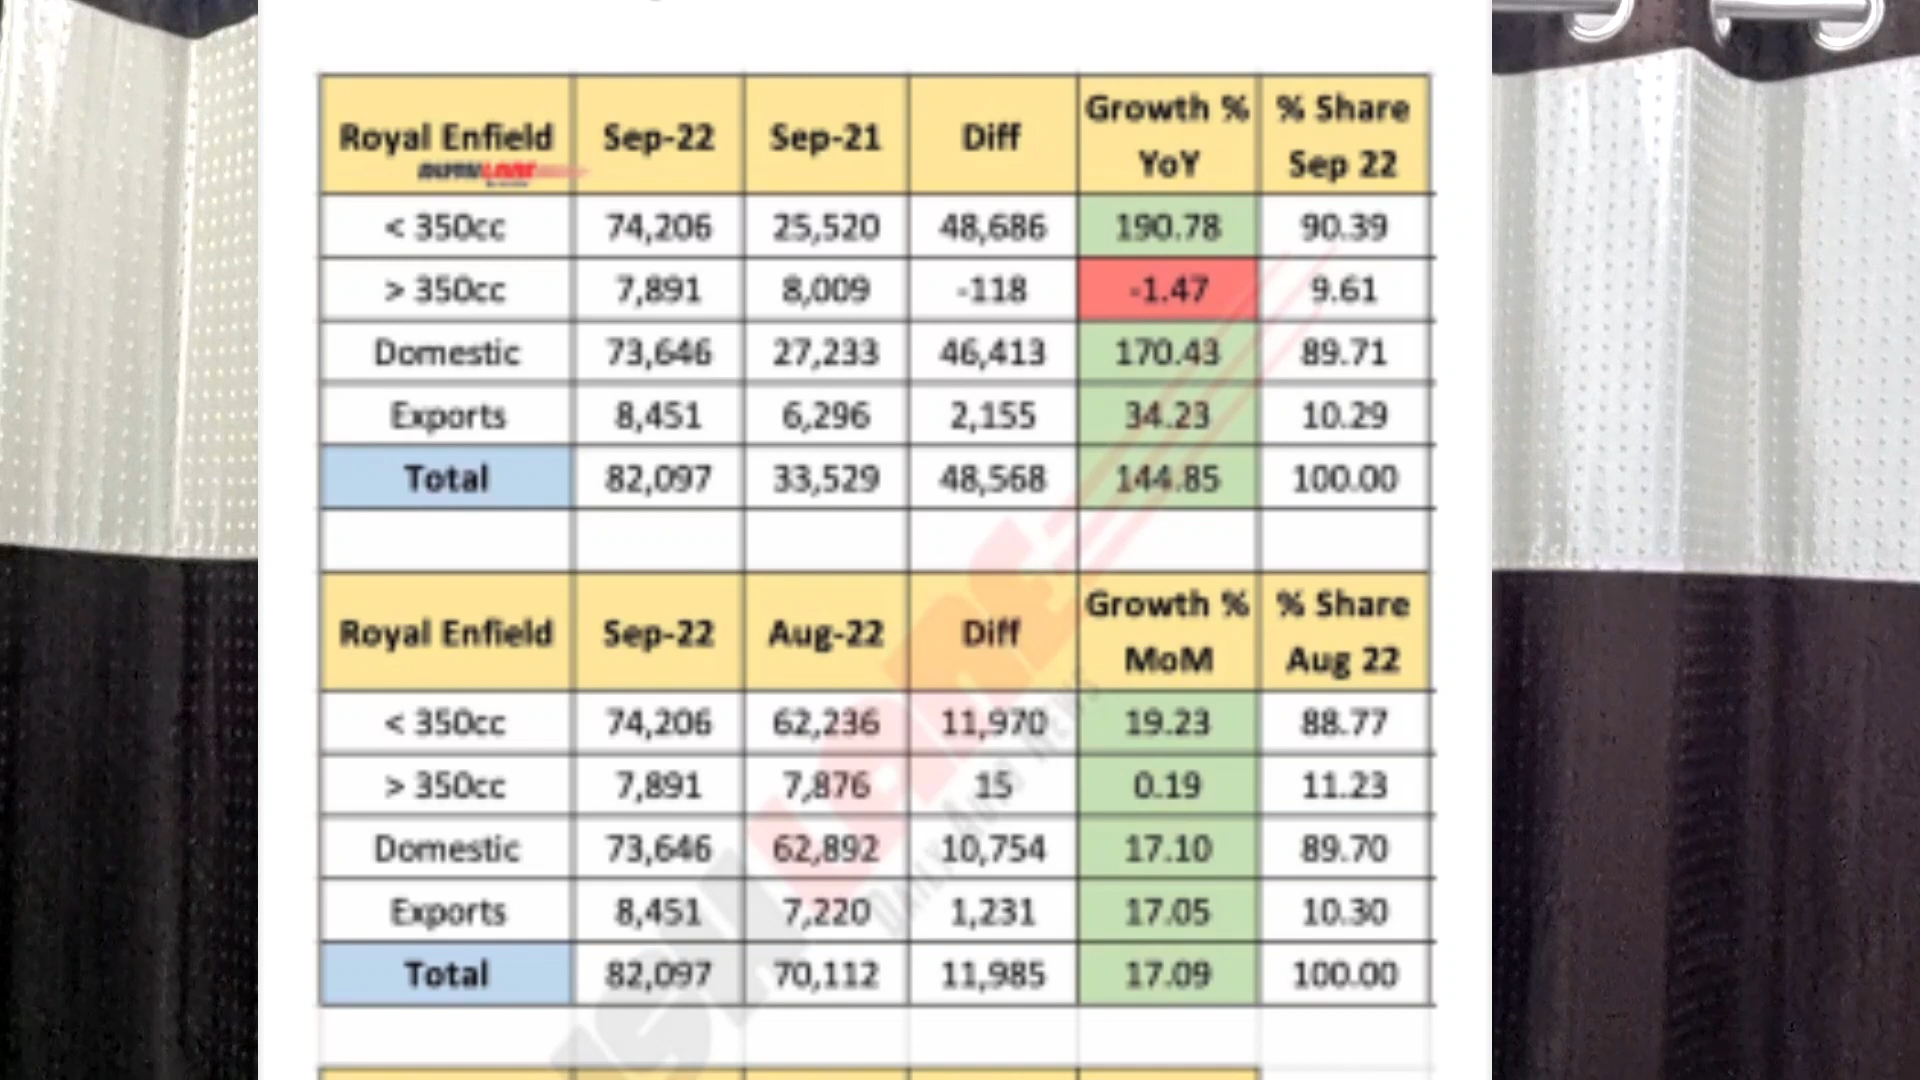 Royal Enfield Sep-22 Sep-21 Diff Growth % YoY % Share Sep 22
< 350cc 74,206 25,520 48,686 190.78 90.39
> 350cc 7,891 8,009 -118 -1.47 9.61
Domestic 73,646 27,233 46,413 170.43 89.71
Exports 8,451 6,296 2,155 34.23 10.29
Total 82,097 33,529 48,568 144.85 100.00
Royal Enfield Sep-22 Aug-22 Diff Growth % MoM % Share Aug 22
< 350cc 74,206 62,236 11,970 19.23 88.77
> 350cc 7,891 7,876 15 0.19 11.23
Domestic 73,646 62,892 10,754 17.10 89.70
Exports 8,451 7,220 1,231 17.05 10.30
Total 82,097 70,112 11,985 17.09 100.00